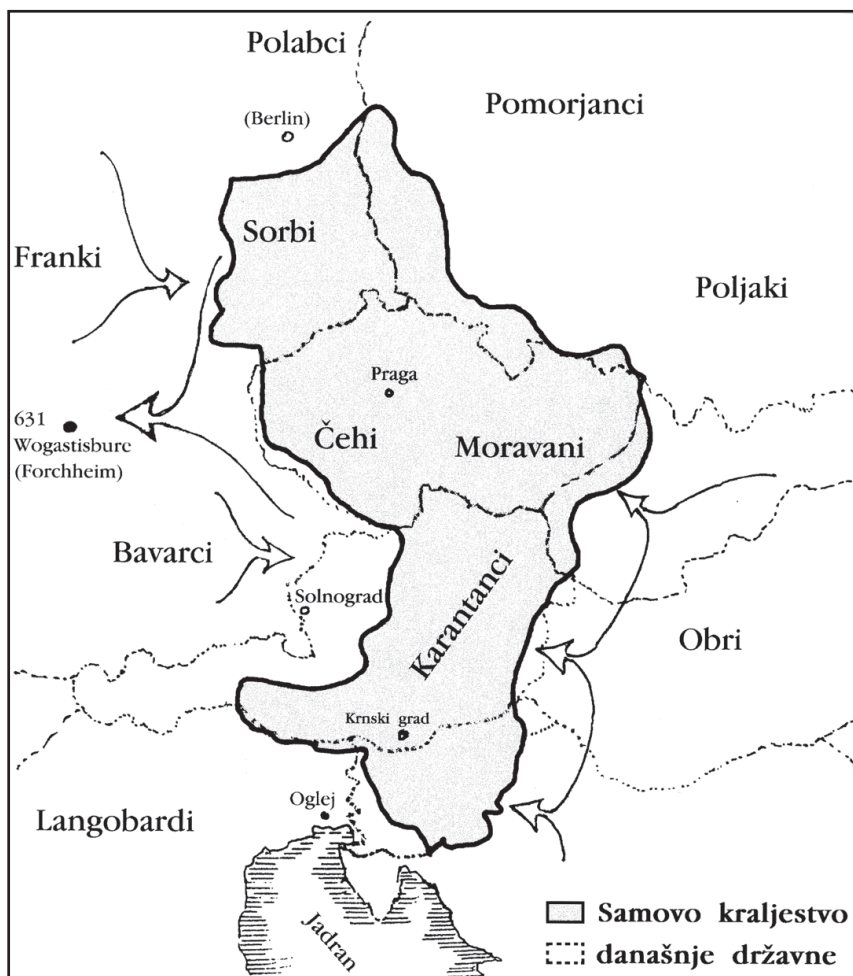 Polabci
Pomorjanci
(Berlin)
Sorbi
Franki
Poljaki
Praga
631
Wogastisburc
(Forchheim)
Čehi
Moravani
Bavarci
Solnograd
Karantanci
Obri
Krnski grad
Oglej
Langobardi
Jadran
Samovo kraljestvo
današnje državne